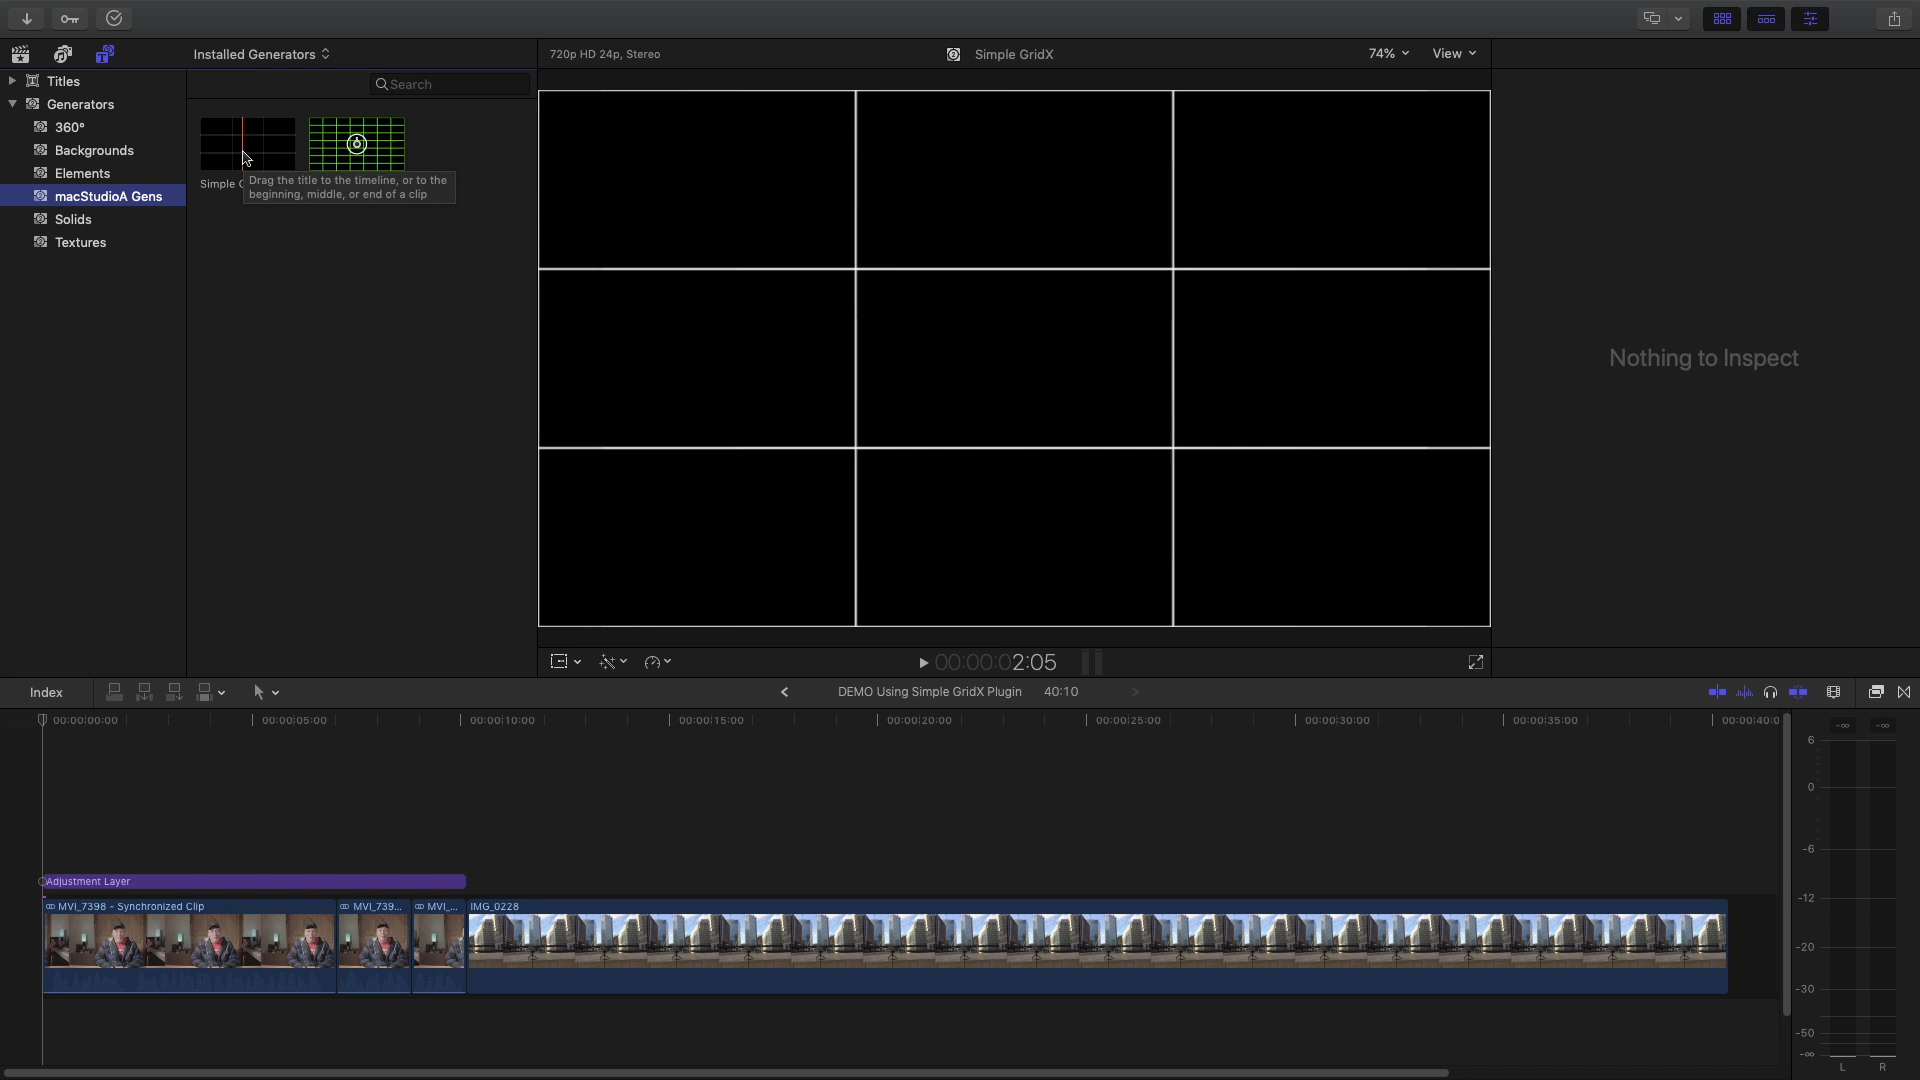 Installed Generators
720p HD 24p, Stereo
Simple GridX
74%
View
Titles
Search
Generators
360°
Backgrounds
Elements
macStudioA Gens
Solids
Textures
Simple
Drag the title to the timeline, or to the
beginning, middle, or end of a clip
Nothing to Inspect
00:00:02:05
Index
DEMO Using Simple GridX Plugin
40:10
00:00:00:00
00:00:05:00
00:00:10:00
00:00:15:00
00:00:20:00
00:00:25:00
00:00:30:00
00:00:35:00
00:00:40:0
-∞
-∞
6
0
-6
-12
-20
-30
-50
-∞
L
R
Adjustment Layer
MVI_7398 - Synchronized Clip
MVI_739...
MVI_...
IMG_0228